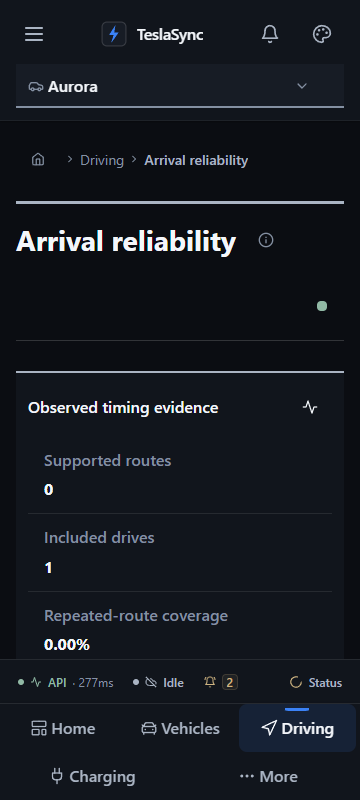 TeslaSync
Aurora
Driving
Arrival reliability
Arrival reliability
Observed timing evidence
Supported routes
0
Included drives
1
Repeated-route coverage
0.00%
API · 277ms
Idle
2
Status
Home
Vehicles
Driving
Charging
More